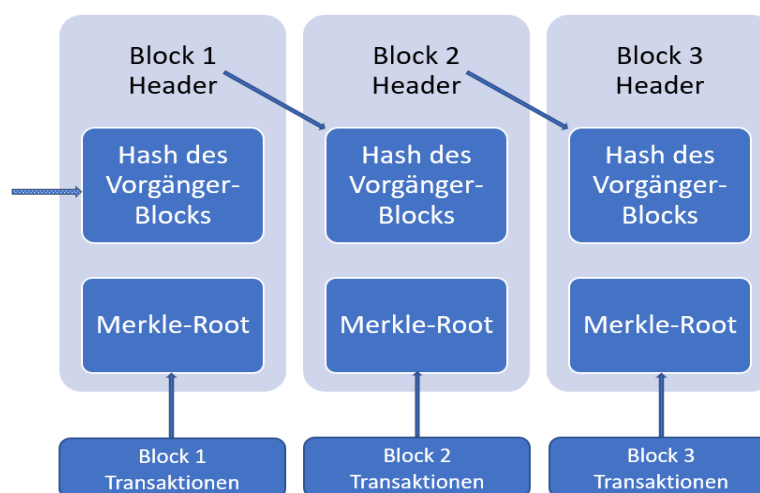 Block 1
Header
Hash des
Vorgänger-
Blocks
Merkle-Root
Block 1
Transaktionen
Block 2
Header
Hash des
Vorgänger-
Blocks
Merkle-Root
Block 2
Transaktionen
Block 3
Header
Hash des
Vorgänger-
Blocks
Merkle-Root
Block 3
Transaktionen